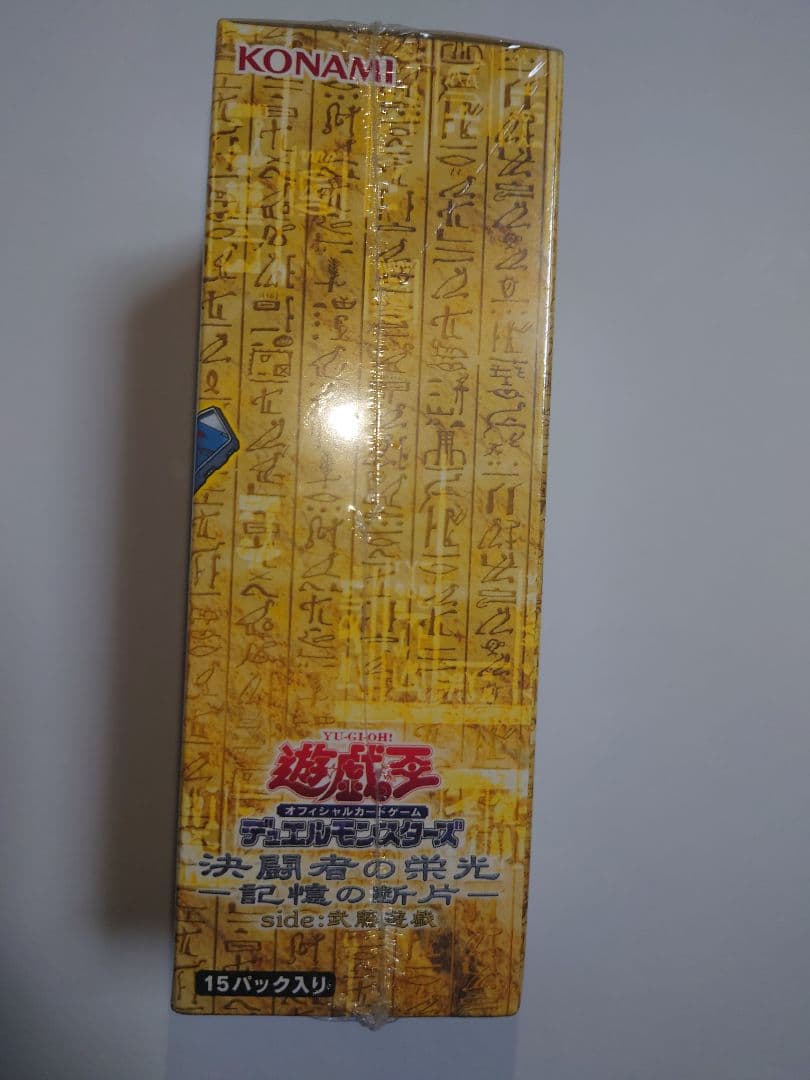 KONAMI
YU-GI-OH!
遊戯王
オフィシャルカードゲーム
デュエルモンスターズ
決闘者の栄光
―記憶の断片―
side:武藤遊戯
15パック入り